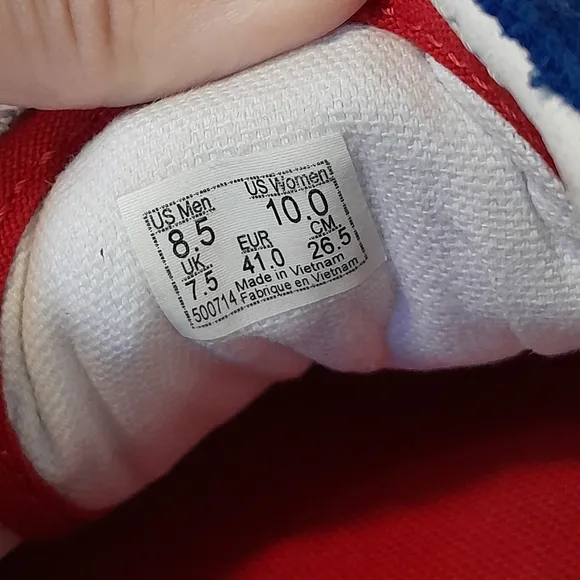 US Men US Women
8.5 10.0
UK EUR CM
7.5 41.0 26.5
Made in Vietnam
500714 Fabrique en Vietnam